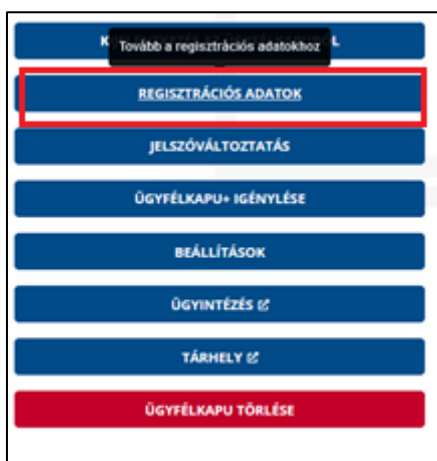 Tovább a regisztrációs adatokhoz
REGISZTRÁCIÓS ADATOK
JELSZÓVÁLTOZTATÁS
ÜGYFÉLKAPU+ IGÉNYLÉSE
BEÁLLÍTÁSOK
ÜGYINTÉZÉS
TÁRHELY
ÜGYFÉLKAPU TÖRLÉSE